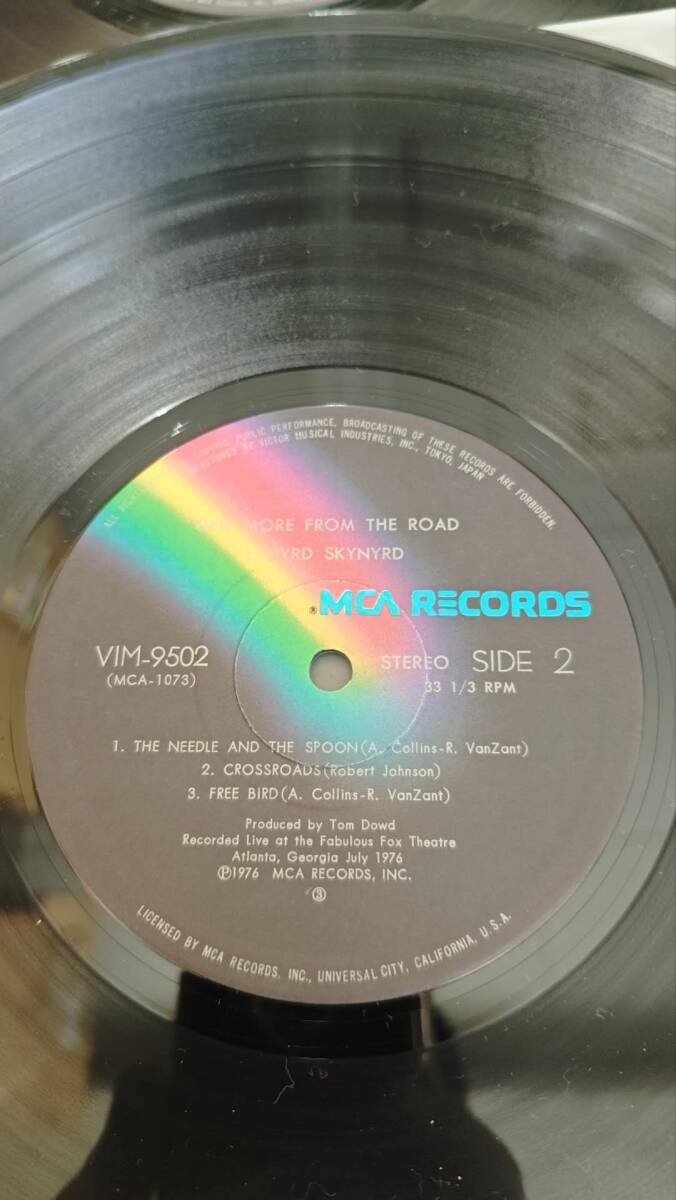 ALL RIGHTS PUBLIC PERFORMANCE, BROADCASTING OF THESE RECORDS ARE FORBIDDEN.
BY VICTOR MUSICAL INDUSTRIES, INC., TOKYO, JAPAN
MORE FROM THE ROAD
SKYNYRD
® MCA RECORDS
VIM-9502
(MCA-1073)
STEREO SIDE 2
33 1/3 RPM
1. THE NEEDLE AND THE SPOON(A. Collins-R. VanZant)
2. CROSSROADS(Robert Johnson)
3. FREE BIRD(A. Collins-R. VanZant)
Produced by Tom Dowd
Recorded Live at the Fabulous Fox Theatre
Atlanta, Georgia July 1976
℗1976 MCA RECORDS, INC.
③
LICENSED BY MCA RECORDS, INC., UNIVERSAL CITY, CALIFORNIA, U.S.A.